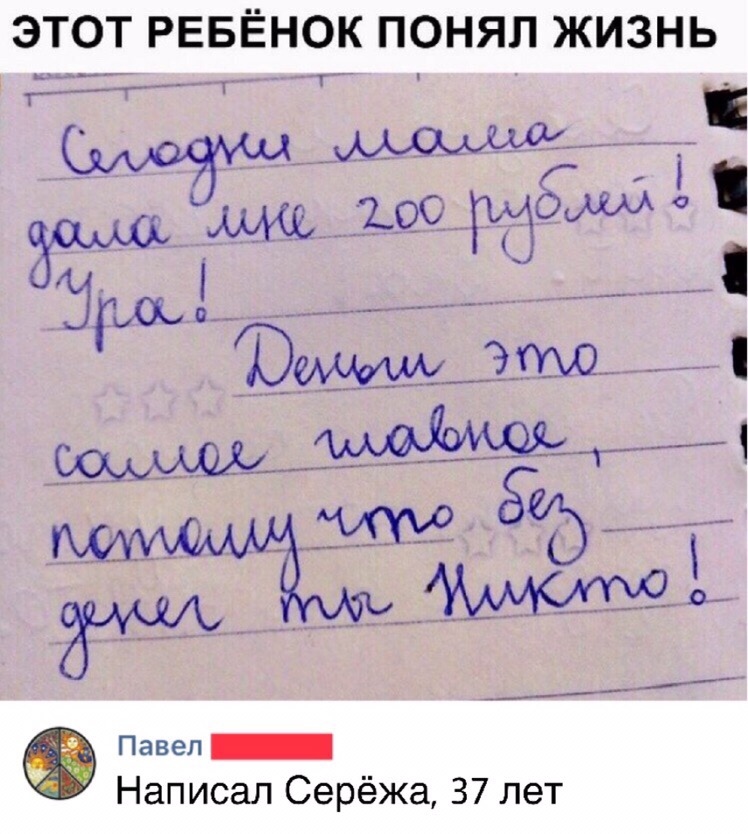 ЭТОТ РЕБЁНОК ПОНЯЛ ЖИЗНЬ
Сегодня мама
дала мне 200 рублей!
Ура!
Деньги это
самое главное,
потому что без
денег ты Никто!
Павел
Написал Серёжа, 37 лет